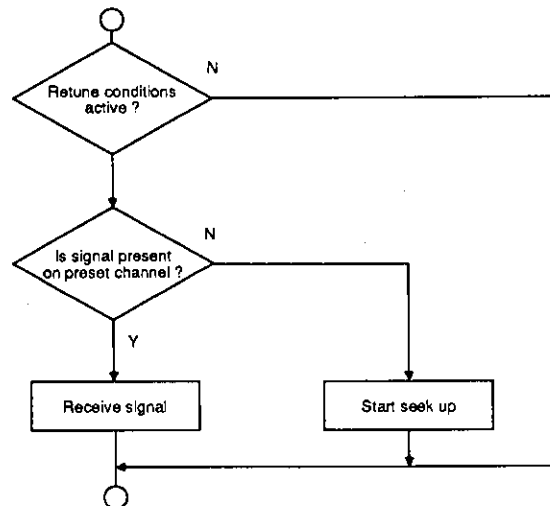 N
Retune conditions
active ?
N
Is signal present
on preset channel ?
Y
Receive signal
Start seek up